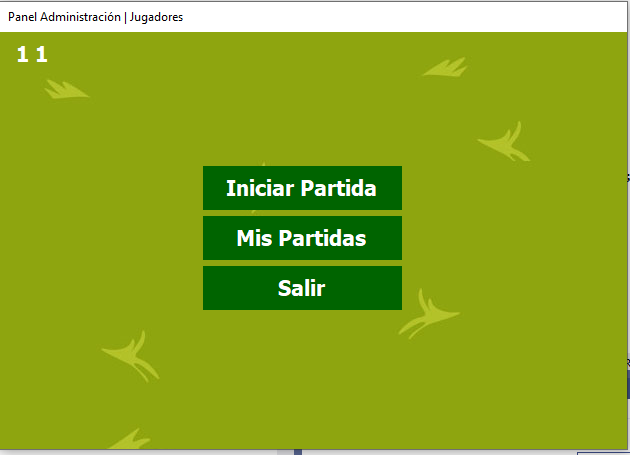 Panel Administración | Jugadores
1 1
Iniciar Partida
Mis Partidas
Salir